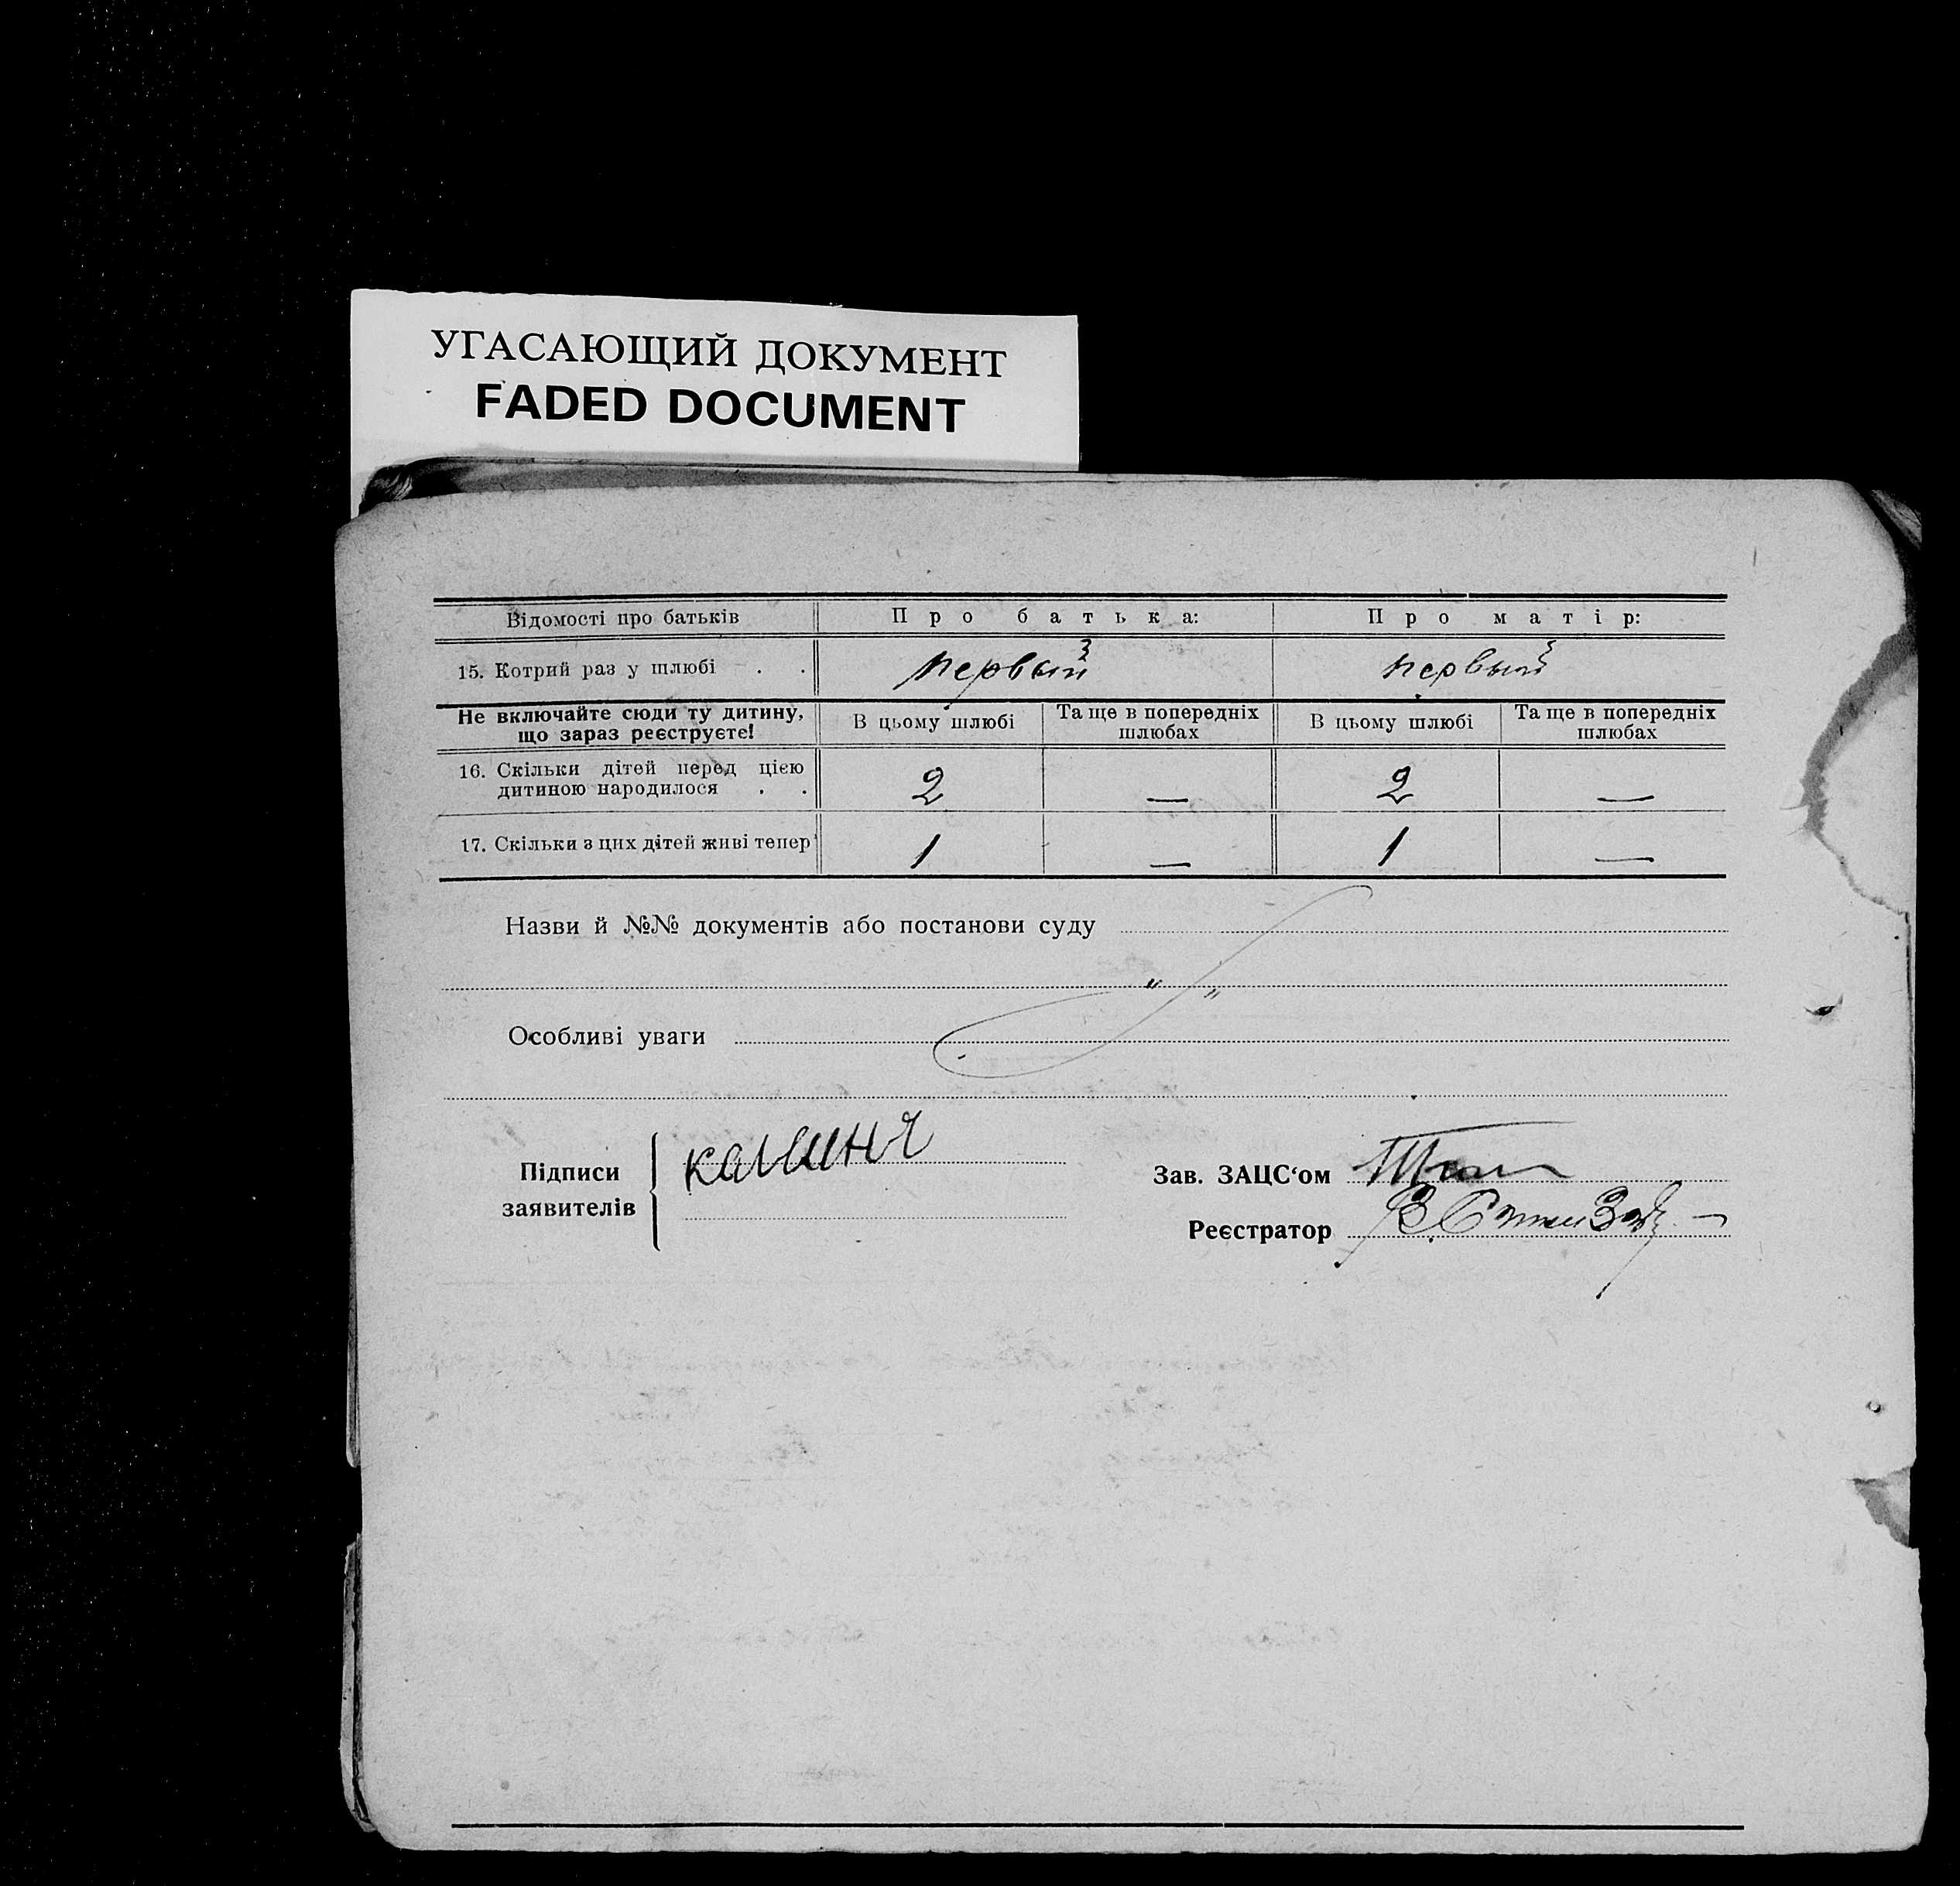 УГАСАЮЩИЙ ДОКУМЕНТ
FADED DOCUMENT
Відомості про батьків Про батька: Про матір:
15. Котрий раз у шлюбі . . первый первый
Не включайте сюди ту дитину, що зараз реєструєте! В цьому шлюбі Та ще в попередніх шлюбах В цьому шлюбі Та ще в попередніх шлюбах
16. Скільки дітей перед цією
дитиною народилося . . 2 — 2 —
17. Скільки з цих дітей живі тепер 1 — 1 —
Назви й №№ документів або постанови суду
" "
Особливі уваги
Підписи
заявителів
Зав. ЗАЦС‘ом
Реєстратор